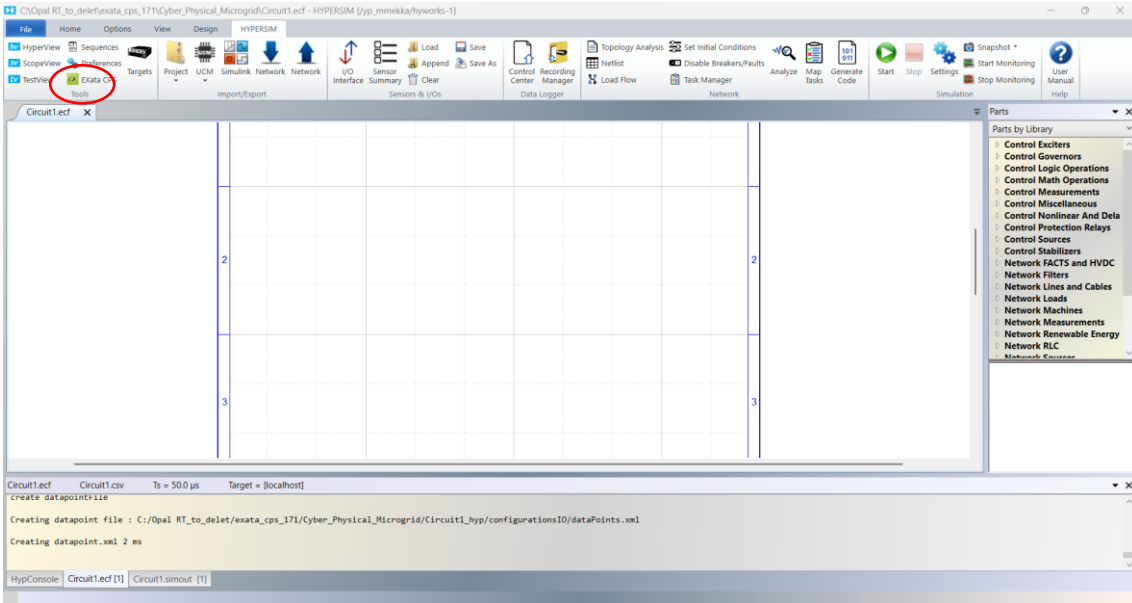 C:\Opal RT_to_delet\exata_cps_171\Cyber_Physical_Microgrid\Circuit1.ecf - HYPERSIM [/yp_mmekka/hyworks-1]
File Home Options View Design HYPERSIM
HyperView Sequences
ScopeView Preferences
TestView EXata CPS
Targets
Tools
Project UCM Simulink Network Network
Import/Export
I/O Interface
Sensor Summary
Load Save
Append Save As
Clear
Sensors & I/Os
Control Center
Recording Manager
Data Logger
Topology Analysis Set Initial Conditions
Netlist Disable Breakers/Faults
Load Flow Task Manager
Analyze Map Tasks Generate Code
Network
Start Stop Settings
Snapshot
Start Monitoring
Stop Monitoring
Simulation
User Manual
Help
Circuit1.ecf
2 2
3 3
Parts
Parts by Library
Control Exciters
Control Governors
Control Logic Operations
Control Math Operations
Control Measurements
Control Miscellaneous
Control Nonlinear And Dela
Control Protection Relays
Control Sources
Control Stabilizers
Network FACTS and HVDC
Network Filters
Network Lines and Cables
Network Loads
Network Machines
Network Measurements
Network Renewable Energy
Network RLC
Network Sources
Circuit1.ecf Circuit1.csv Ts = 50.0 µs Target = [localhost]
create datapointFile
Creating datapoint file : C:/Opal RT_to_delet/exata_cps_171/Cyber_Physical_Microgrid/Circuit1_hyp/configurationsIO/dataPoints.xml
Creating datapoint.xml 2 ms
HypConsole Circuit1.ecf [1] Circuit1.simout [1]